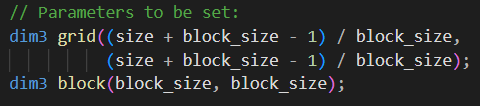 // Parameters to be set:
dim3 grid((size + block_size - 1) / block_size,
(size + block_size - 1) / block_size);
dim3 block(block_size, block_size);